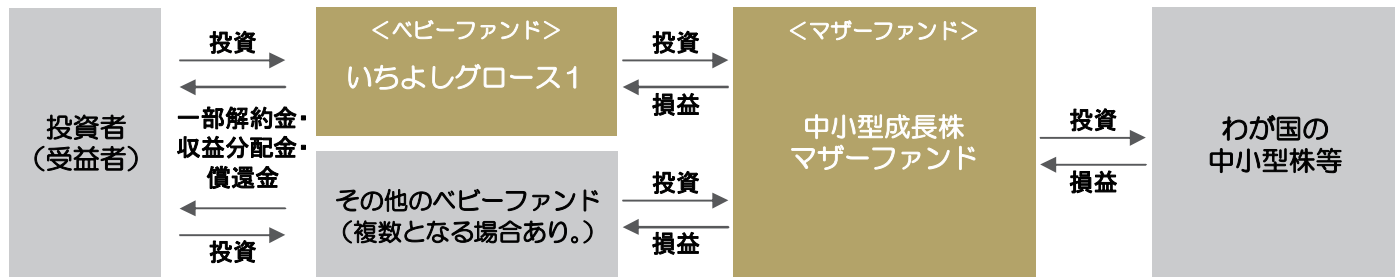 投資者
（受益者）
投資
一部解約金・
収益分配金・
償還金
投資
＜ベビーファンド＞
いちよしグロース１
その他のベビーファンド
（複数となる場合あり。）
投資
損益
投資
損益
＜マザーファンド＞
中小型成長株
マザーファンド
投資
損益
わが国の
中小型株等